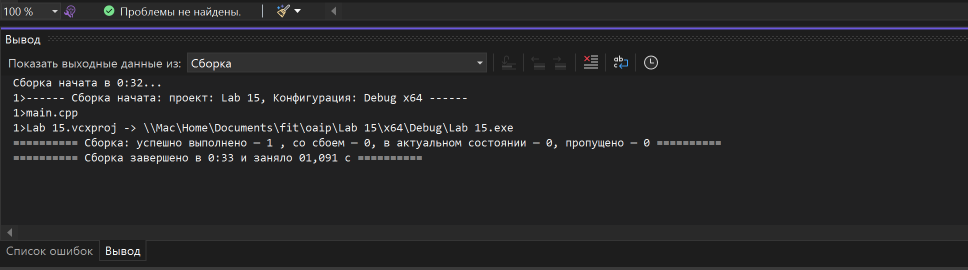 100 %
Проблемы не найдены.
Вывод
Показать выходные данные из: Сборка
Сборка начата в 0:32...
1>------ Сборка начата: проект: Lab 15, Конфигурация: Debug x64 ------
1>main.cpp
1>Lab 15.vcxproj -> \\Mac\Home\Documents\fit\oaip\Lab 15\x64\Debug\Lab 15.exe
========== Сборка: успешно выполнено — 1 , со сбоем — 0, в актуальном состоянии — 0, пропущено — 0 ==========
========== Сборка завершено в 0:33 и заняло 01,091 с ==========
Список ошибок Вывод